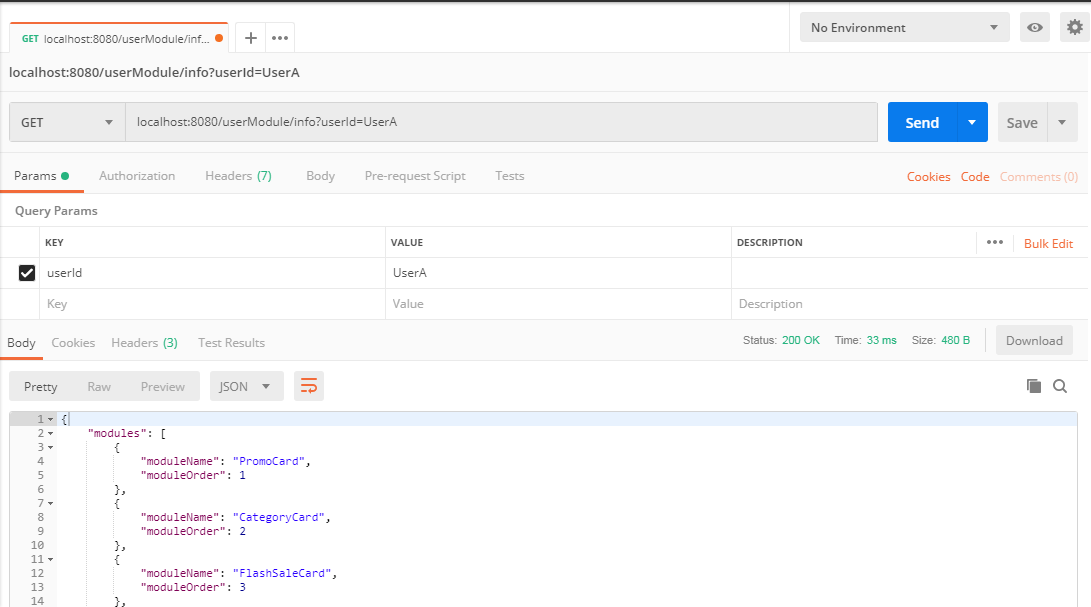 GET localhost:8080/userModule/inf... + ••• No Environment
localhost:8080/userModule/info?userId=UserA
GET localhost:8080/userModule/info?userId=UserA Send Save
Params Authorization Headers (7) Body Pre-request Script Tests Cookies Code Comments (0)
Query Params
KEY VALUE DESCRIPTION ••• Bulk Edit
userId UserA
Key Value Description
Body Cookies Headers (3) Test Results Status: 200 OK Time: 33 ms Size: 480 B Download
Pretty Raw Preview JSON
1 {
2 "modules": [
3 {
4 "moduleName": "PromoCard",
5 "moduleOrder": 1
6 },
7 {
8 "moduleName": "CategoryCard",
9 "moduleOrder": 2
10 },
11 {
12 "moduleName": "FlashSaleCard",
13 "moduleOrder": 3
14 },